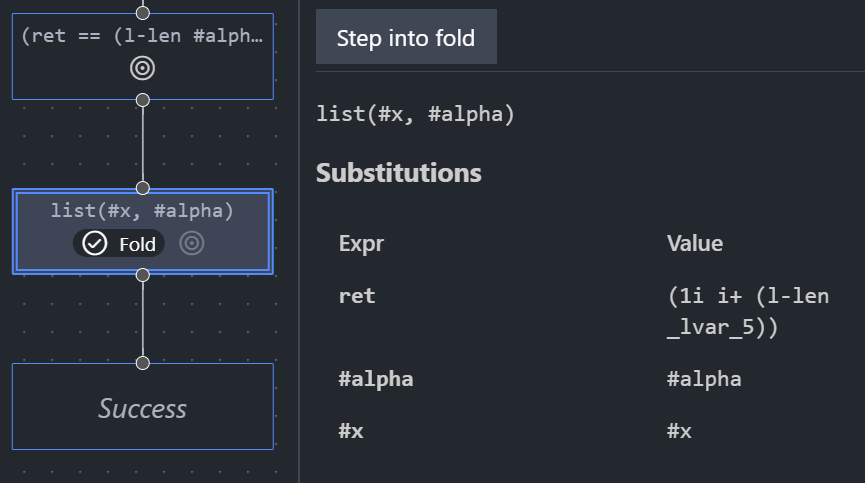 (ret == (l-len #alph…
list(#x, #alpha)
Fold
Success
Step into fold
list(#x, #alpha)
Substitutions
Expr Value
ret (1i i+ (l-len
_lvar_5))
#alpha #alpha
#x #x